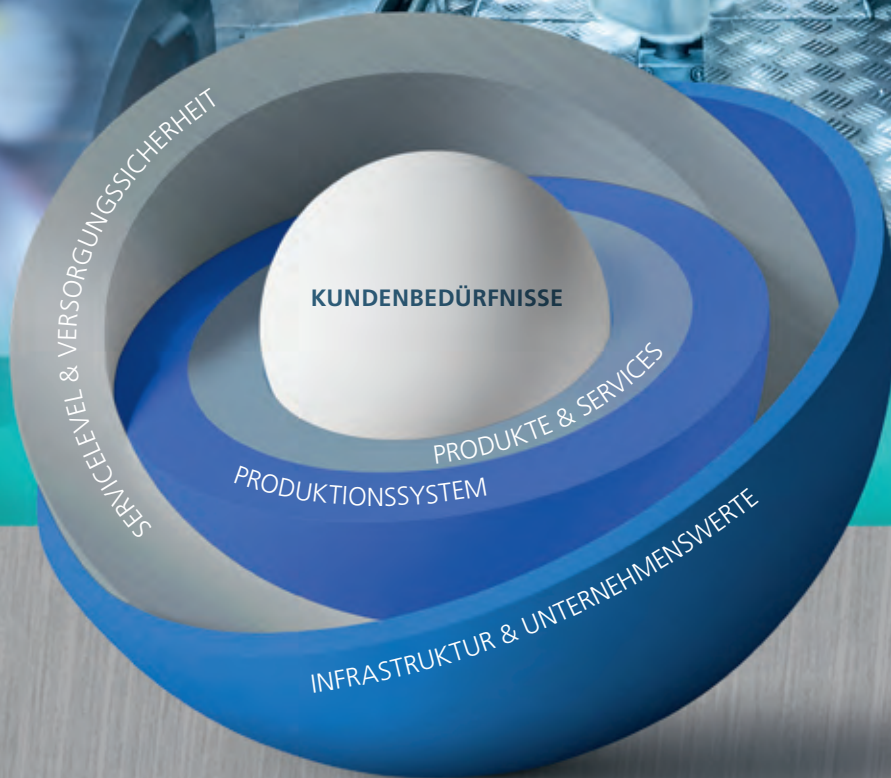 SERVICELEVEL & VERSORGUNGSSICHERHEIT
KUNDENBEDÜRFNISSE
PRODUKTE & SERVICES
PRODUKTIONSSYSTEM
INFRASTRUKTUR & UNTERNEHMENSWERTE